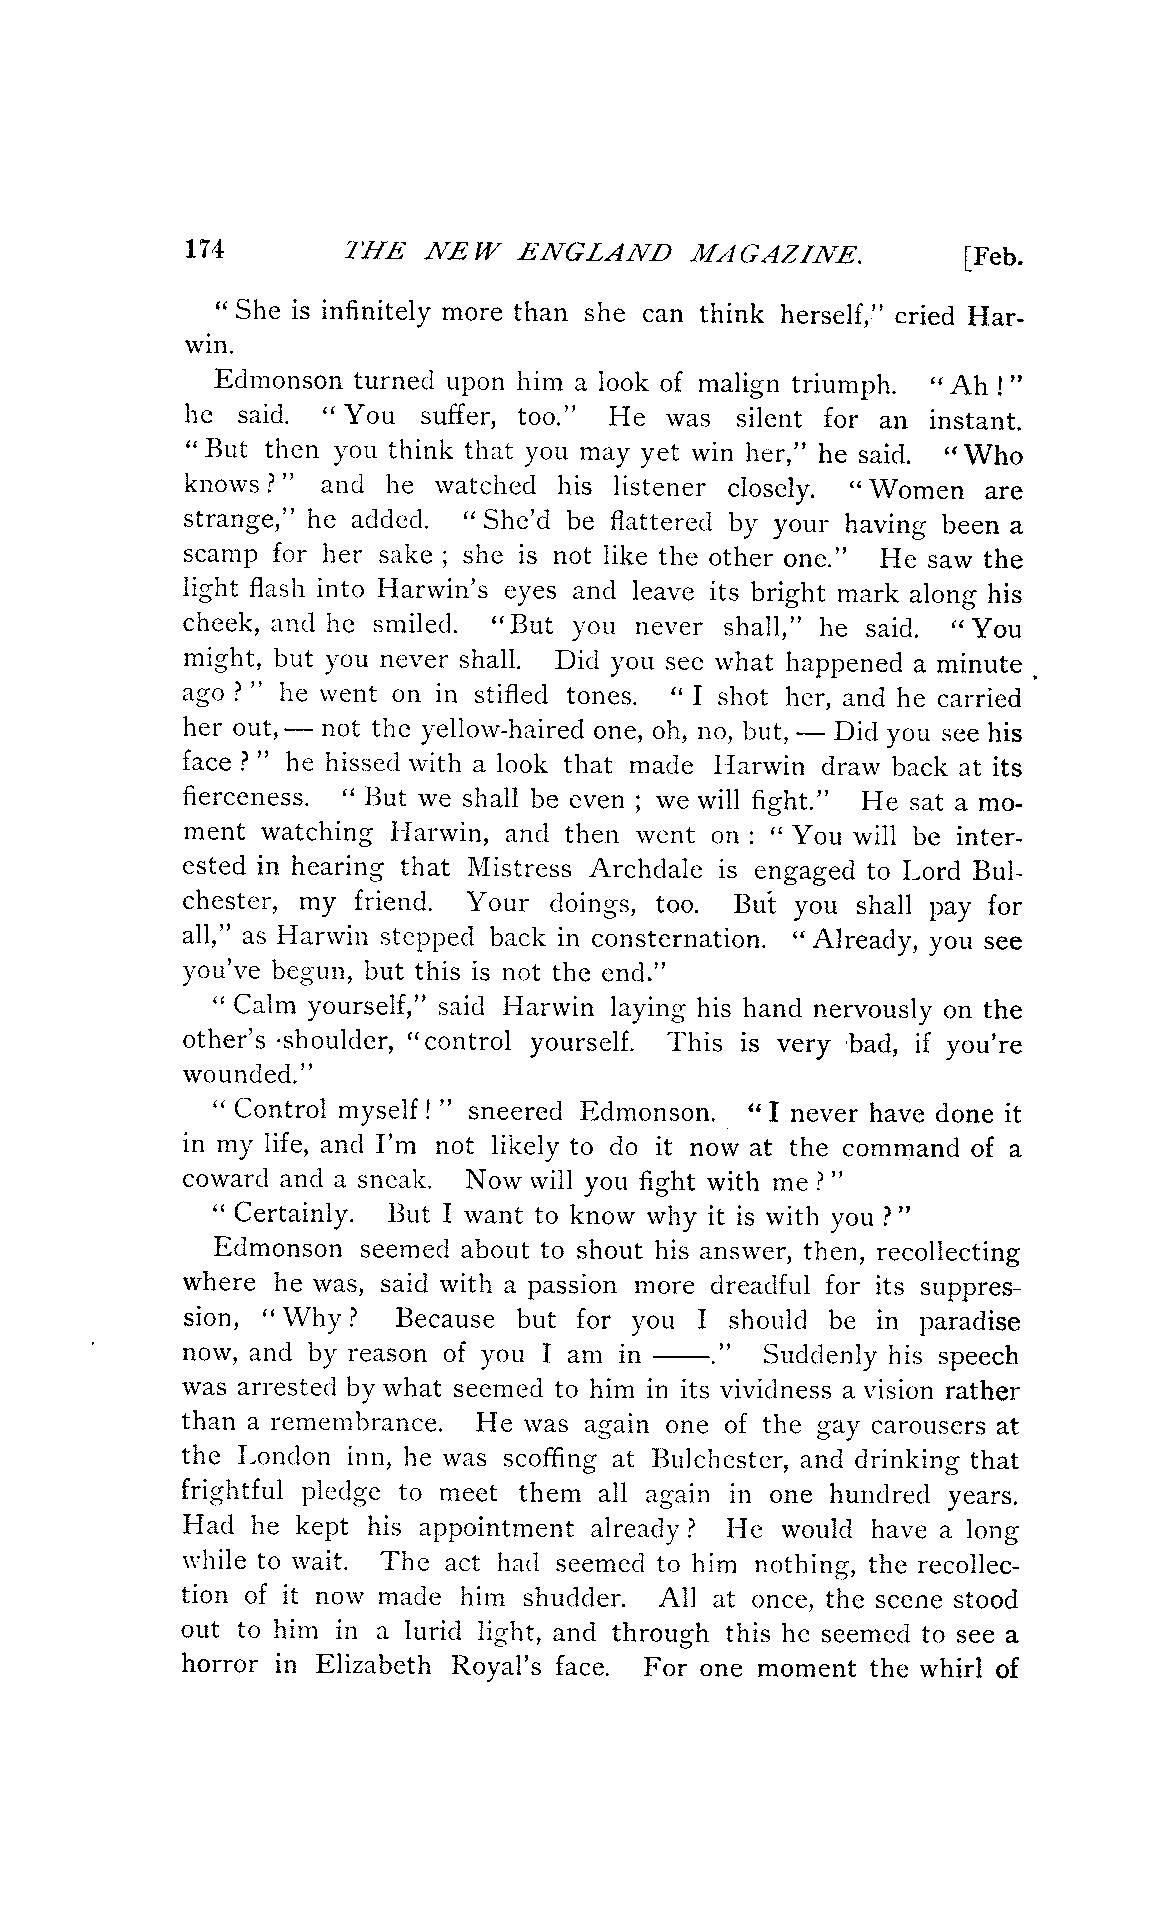 174 THE NEW ENGLAND MAGAZINE. [Feb.
“She is infinitely more than she can think herself,” cried Har-
win.
Edmonson turned upon him a look of malign triumph. “Ah!”
he said. “You suffer, too.” He was silent for an instant.
“But then you think that you may yet win her,” he said. “Who
knows?” and he watched his listener closely. “Women are
strange,” he added. “She'd be flattered by your having been a
scamp for her sake; she is not like the other one.” He saw the
light flash into Harwin's eyes and leave its bright mark along his
cheek, and he smiled. “But you never shall,” he said. “You
might, but you never shall. Did you see what happened a minute
ago?” he went on in stifled tones. “I shot her, and he carried
her out,— not the yellow-haired one, oh, no, but,— Did you see his
face?” he hissed with a look that made Harwin draw back at its
fierceness. “But we shall be even; we will fight.” He sat a mo-
ment watching Harwin, and then went on: “You will be inter-
ested in hearing that Mistress Archdale is engaged to Lord Bul-
chester, my friend. Your doings, too. But you shall pay for
all,” as Harwin stepped back in consternation. “Already, you see
you've begun, but this is not the end.”
“Calm yourself,” said Harwin laying his hand nervously on the
other's shoulder, “control yourself. This is very bad, if you're
wounded.”
“Control myself!” sneered Edmonson. “I never have done it
in my life, and I'm not likely to do it now at the command of a
coward and a sneak. Now will you fight with me?”
“Certainly. But I want to know why it is with you?”
Edmonson seemed about to shout his answer, then, recollecting
where he was, said with a passion more dreadful for its suppres-
sion, “Why? Because but for you I should be in paradise
now, and by reason of you I am in ——.” Suddenly his speech
was arrested by what seemed to him in its vividness a vision rather
than a remembrance. He was again one of the gay carousers at
the London inn, he was scoffing at Bulchester, and drinking that
frightful pledge to meet them all again in one hundred years.
Had he kept his appointment already? He would have a long
while to wait. The act had seemed to him nothing, the recollec-
tion of it now made him shudder. All at once, the scene stood
out to him in a lurid light, and through this he seemed to see a
horror in Elizabeth Royal's face. For one moment the whirl of